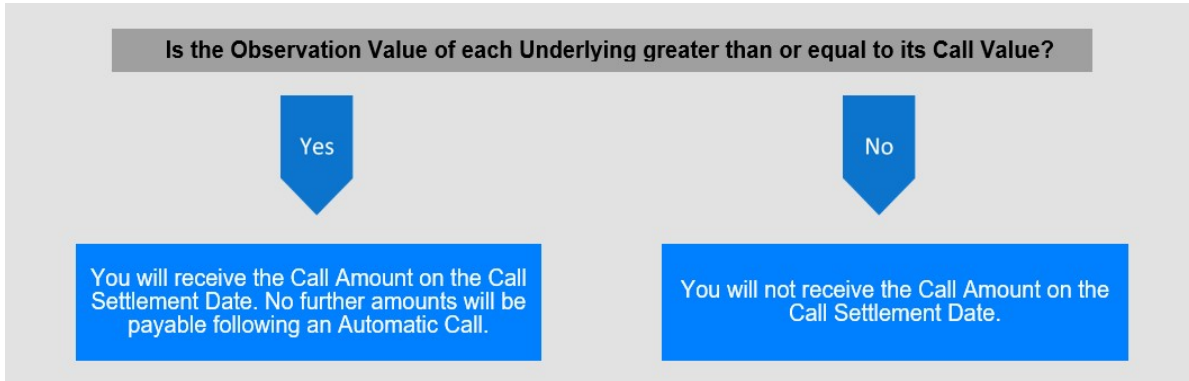 Is the Observation Value of each Underlying greater than or equal to its Call Value?
Yes
No
You will receive the Call Amount on the Call
Settlement Date. No further amounts will be
payable following an Automatic Call.
You will not receive the Call Amount on the
Call Settlement Date.